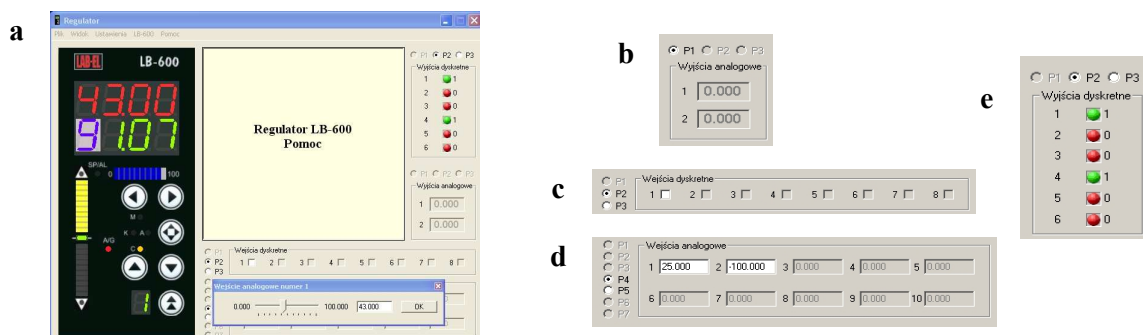 a
Regulator
Plik Widok Ustawienia LB-600 Pomoc
LAB-EL LB-600
43.00
91.07
SP/AL 0 100
M
K A
A/G
C
1
Regulator LB-600
Pomoc
P1 P2 P3
Wyjścia dyskretne
1 1
2 0
3 0
4 1
5 0
6 0
P1 P2 P3
Wyjścia analogowe
1 0.000
2 0.000
P1
P2
P3
Wejścia dyskretne
1 2 3 4 5 6 7 8
Wejście analogowe numer 1
0.000 100.000 43.000 OK
b
P1 P2 P3
Wyjścia analogowe
1 0.000
2 0.000
c
P1
P2
P3
Wejścia dyskretne
1 2 3 4 5 6 7 8
d
P1
P2
P3
P4
P5
P6
P7
Wejścia analogowe
1 25.000 2 -100.000 3 0.000 4 0.000 5 0.000
6 0.000 7 0.000 8 0.000 9 0.000 10 0.000
e
P1 P2 P3
Wyjścia dyskretne
1 1
2 0
3 0
4 1
5 0
6 0